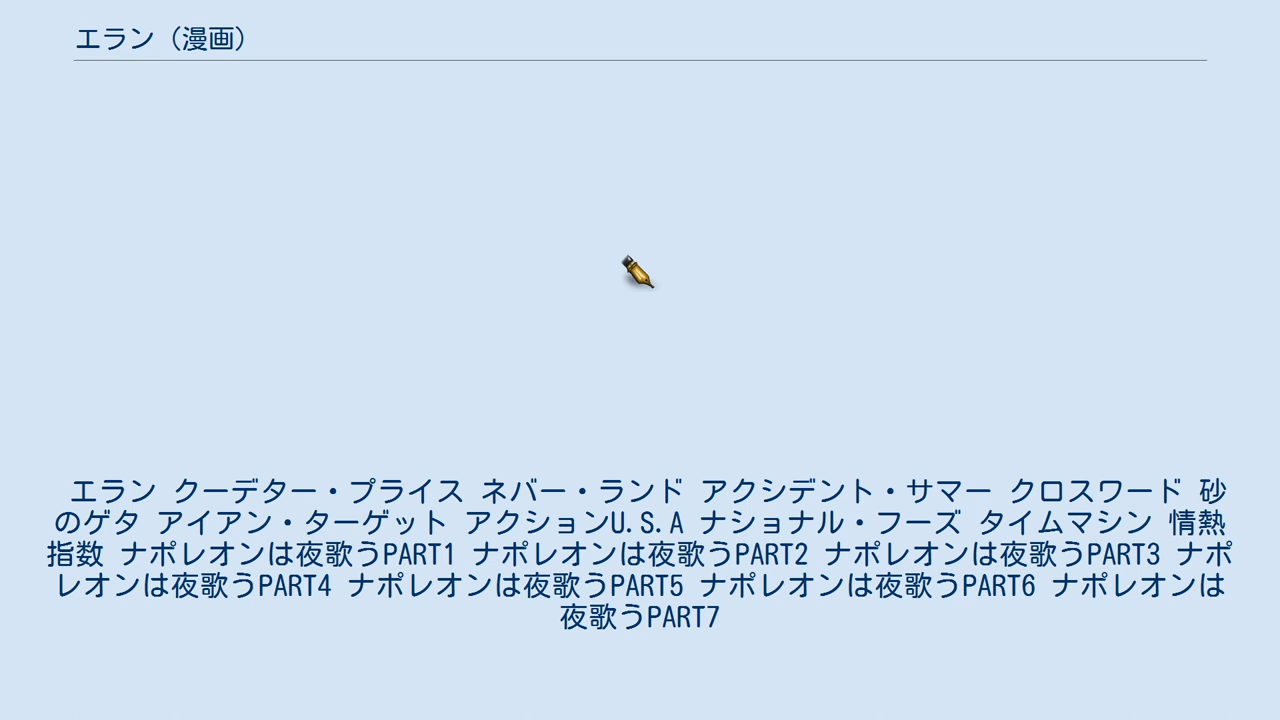 エラン（漫画）
エラン クーデター・プライス ネバー・ランド アクシデント・サマー クロスワード 砂
のゲタ アイアン・ターゲット アクションU.S.A ナショナル・フーズ タイムマシン 情熱
指数 ナポレオンは夜歌うPART1 ナポレオンは夜歌うPART2 ナポレオンは夜歌うPART3 ナポ
レオンは夜歌うPART4 ナポレオンは夜歌うPART5 ナポレオンは夜歌うPART6 ナポレオンは
夜歌うPART7